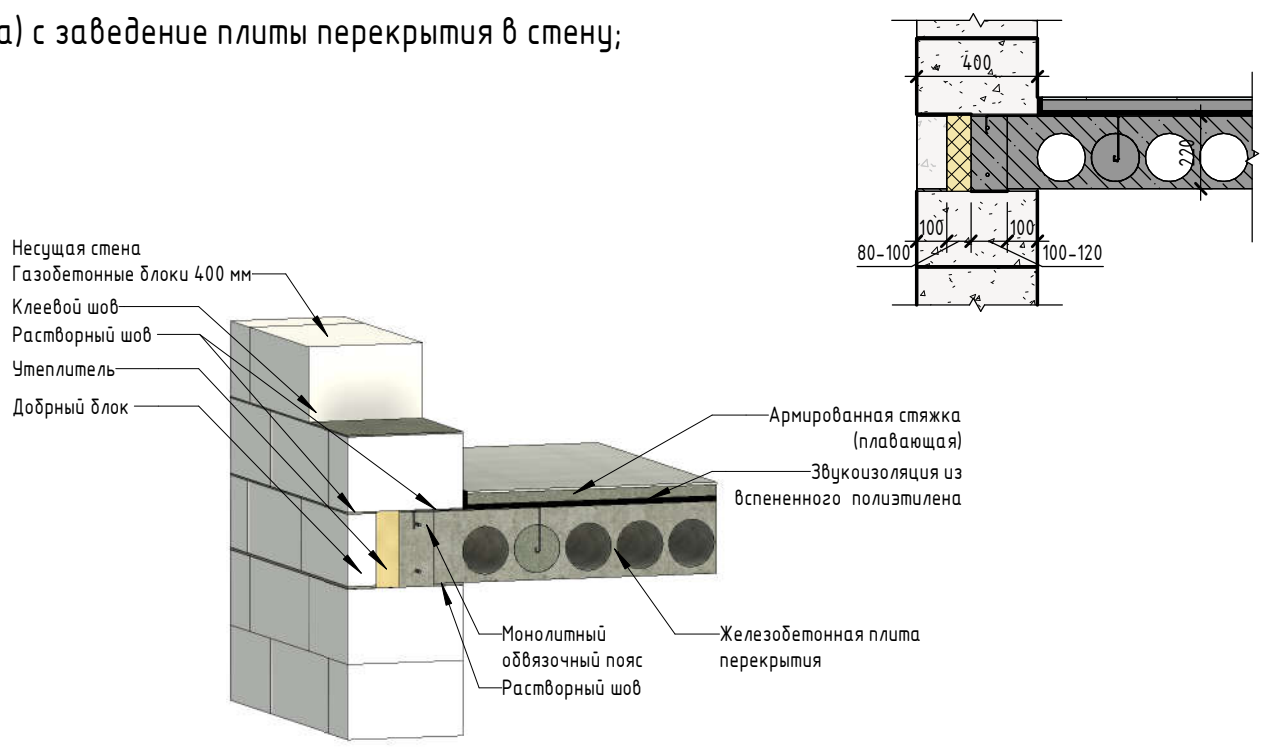 а) с заведение плиты перекрытия в стену;
400
220
100
100
80-100
100-120
Несущая стена
Газобетонные блоки 400 мм
Клеевой шов
Растворный шов
Утеплитель
Добрный блок
Армированная стяжка
(плавающая)
Звукоизоляция из
вспененного полиэтилена
Монолитный
обвязочный пояс
Растворный шов
Железобетонная плита
перекрытия